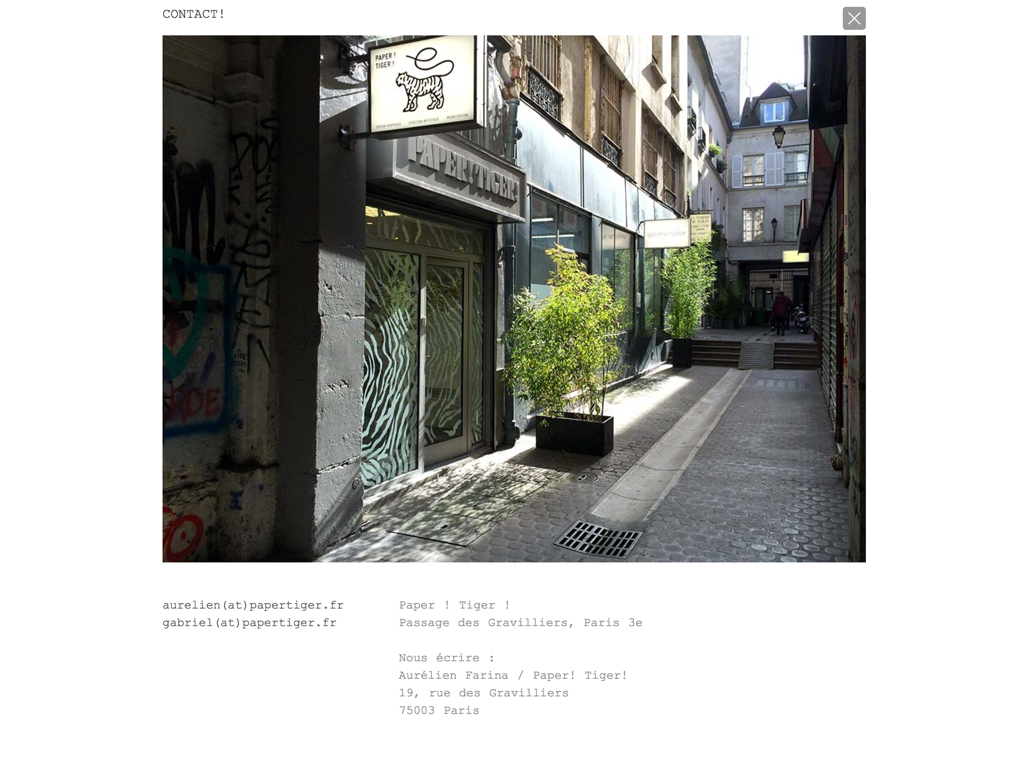 CONTACT!
PAPER !
TIGER !
PAPER!TIGER!
aurelien(at)papertiger.fr
gabriel(at)papertiger.fr
Paper ! Tiger !
Passage des Gravilliers, Paris 3e
Nous écrire :
Aurélien Farina / Paper! Tiger!
19, rue des Gravilliers
75003 Paris